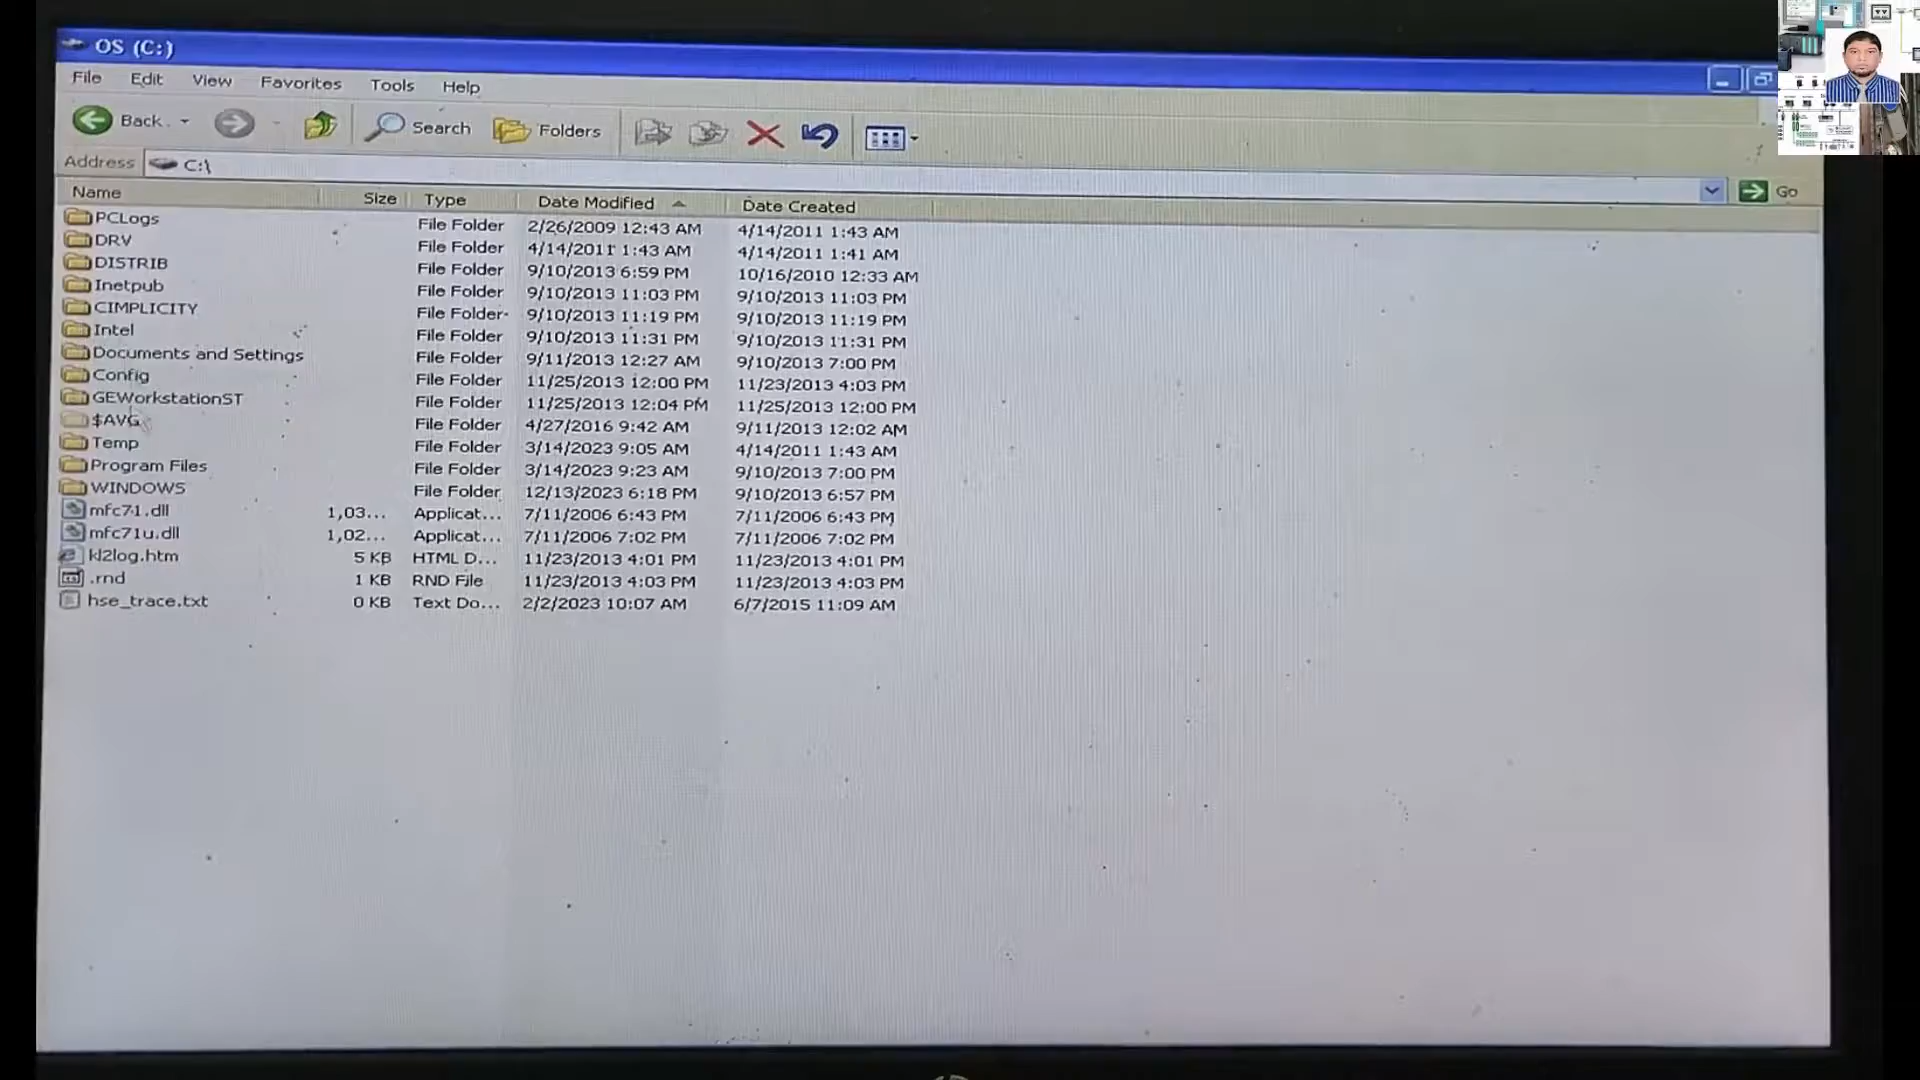 OS (C:)
File Edit View Favorites Tools Help
Back Search Folders
Address C:\ Go
Name Size Type Date Modified Date Created
PCLogs File Folder 2/26/2009 12:43 AM 4/14/2011 1:43 AM
DRV File Folder 4/14/2011 1:43 AM 4/14/2011 1:41 AM
DISTRIB File Folder 9/10/2013 6:59 PM 10/16/2010 12:33 AM
Inetpub File Folder 9/10/2013 11:03 PM 9/10/2013 11:03 PM
CIMPLICITY File Folder 9/10/2013 11:19 PM 9/10/2013 11:19 PM
Intel File Folder 9/10/2013 11:31 PM 9/10/2013 11:31 PM
Documents and Settings File Folder 9/11/2013 12:27 AM 9/10/2013 7:00 PM
Config File Folder 11/25/2013 12:00 PM 11/23/2013 4:03 PM
GEWorkstationST File Folder 11/25/2013 12:04 PM 11/25/2013 12:00 PM
$AVG File Folder 4/27/2016 9:42 AM 9/11/2013 12:02 AM
Temp File Folder 3/14/2023 9:05 AM 4/14/2011 1:43 AM
Program Files File Folder 3/14/2023 9:23 AM 9/10/2013 7:00 PM
WINDOWS File Folder 12/13/2023 6:18 PM 9/10/2013 6:57 PM
mfc71.dll 1,03... Applicat... 7/11/2006 6:43 PM 7/11/2006 6:43 PM
mfc71u.dll 1,02... Applicat... 7/11/2006 7:02 PM 7/11/2006 7:02 PM
kl2log.htm 5 KB HTML D... 11/23/2013 4:01 PM 11/23/2013 4:01 PM
.rnd 1 KB RND File 11/23/2013 4:03 PM 11/23/2013 4:03 PM
hse_trace.txt 0 KB Text Do... 2/2/2023 10:07 AM 6/7/2015 11:09 AM